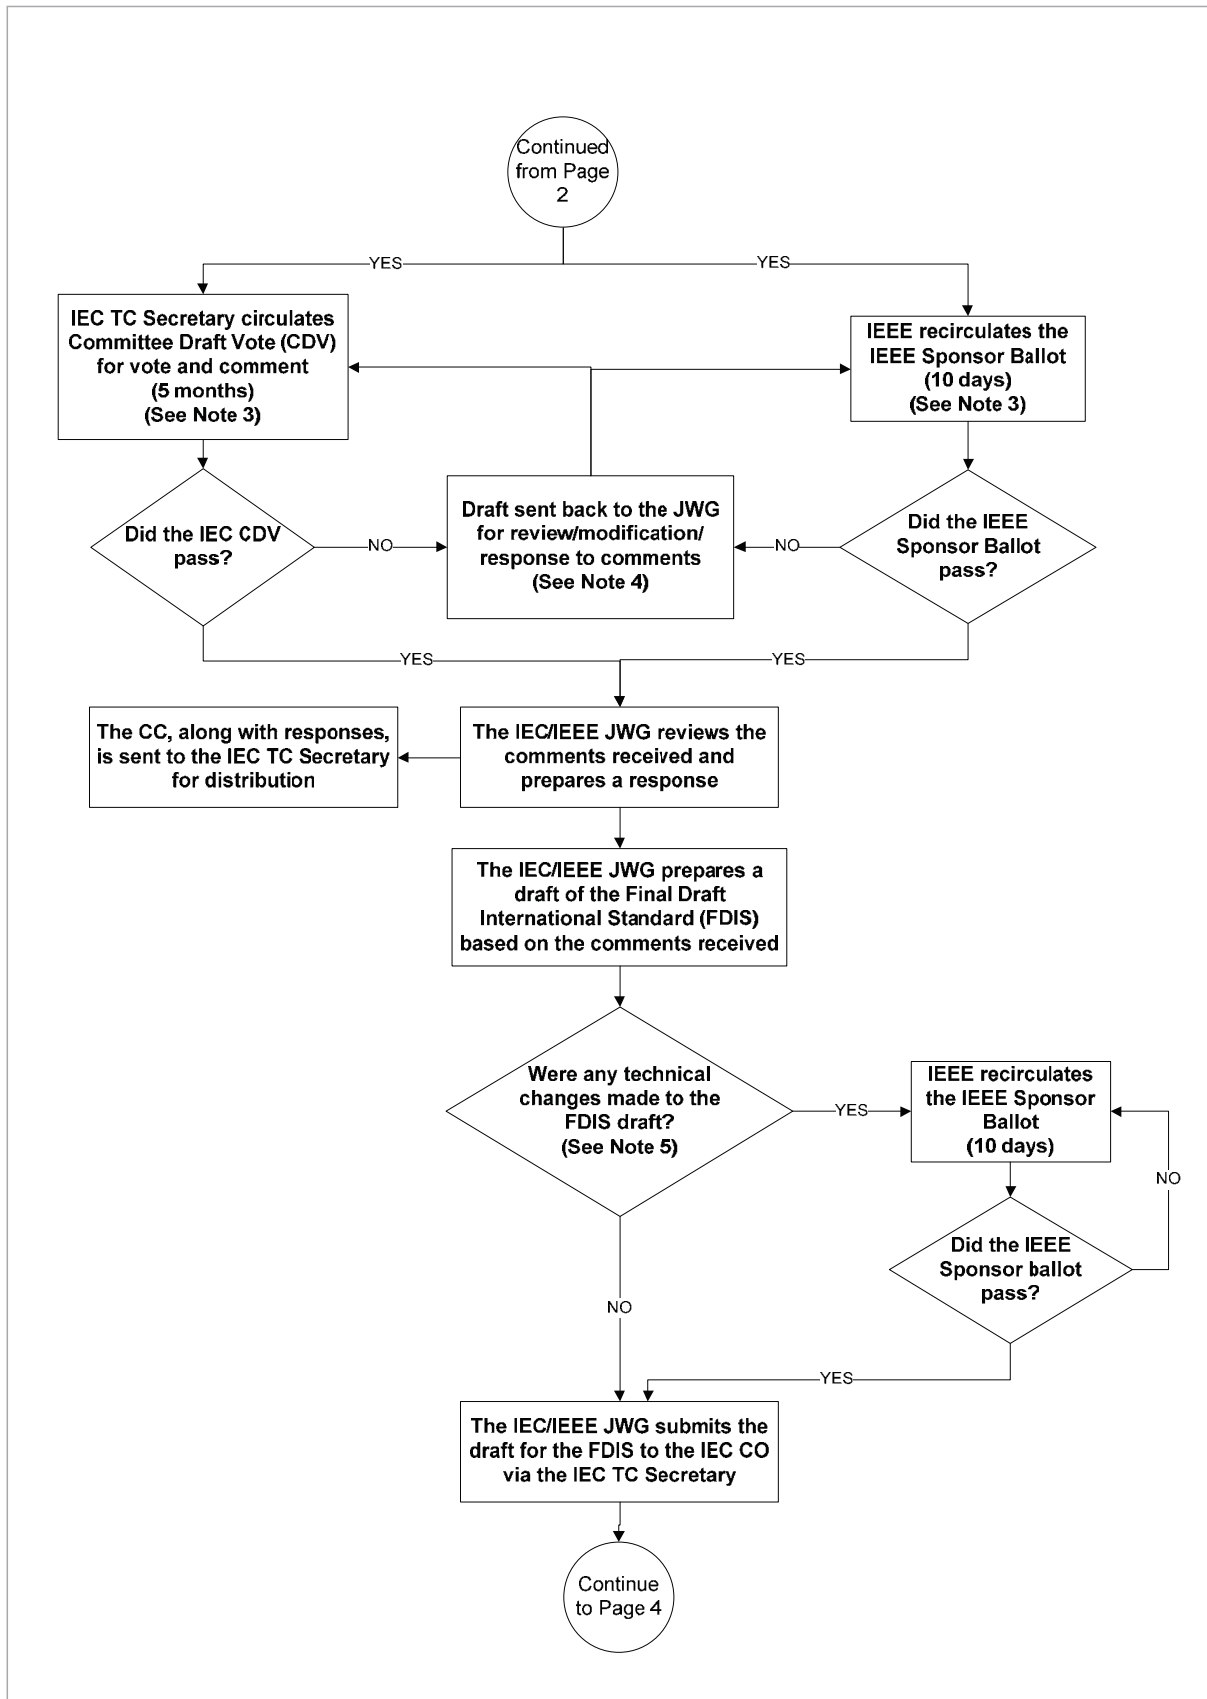 Continued
from Page
2
YES
YES
IEC TC Secretary circulates
Committee Draft Vote (CDV)
for vote and comment
(5 months)
(See Note 3)
IEEE recirculates the
IEEE Sponsor Ballot
(10 days)
(See Note 3)
Did the IEC CDV
pass?
NO
Draft sent back to the JWG
for review/modification/
response to comments
(See Note 4)
NO
Did the IEEE
Sponsor Ballot
pass?
YES
YES
The CC, along with responses,
is sent to the IEC TC Secretary
for distribution
The IEC/IEEE JWG reviews the
comments received and
prepares a response
The IEC/IEEE JWG prepares a
draft of the Final Draft
International Standard (FDIS)
based on the comments received
Were any technical
changes made to the
FDIS draft?
(See Note 5)
YES
IEEE recirculates
the IEEE Sponsor
Ballot
(10 days)
NO
Did the IEEE
Sponsor ballot
pass?
NO
YES
The IEC/IEEE JWG submits the
draft for the FDIS to the IEC CO
via the IEC TC Secretary
Continue
to Page 4